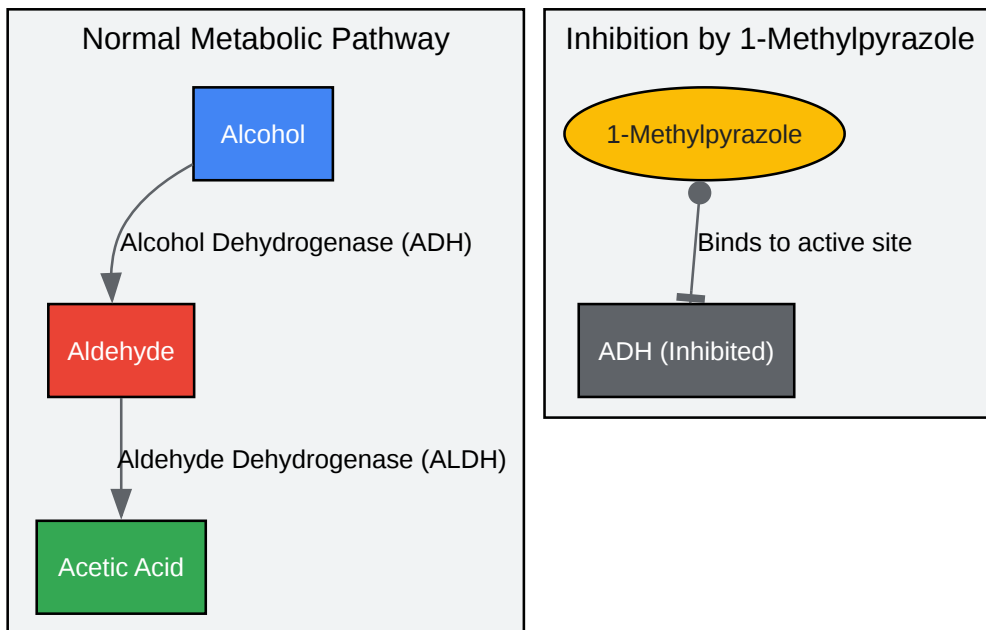 Normal Metabolic Pathway
Alcohol
Alcohol Dehydrogenase (ADH)
Aldehyde
Aldehyde Dehydrogenase (ALDH)
Acetic Acid
Inhibition by 1-Methylpyrazole
1-Methylpyrazole
Binds to active site
ADH (Inhibited)